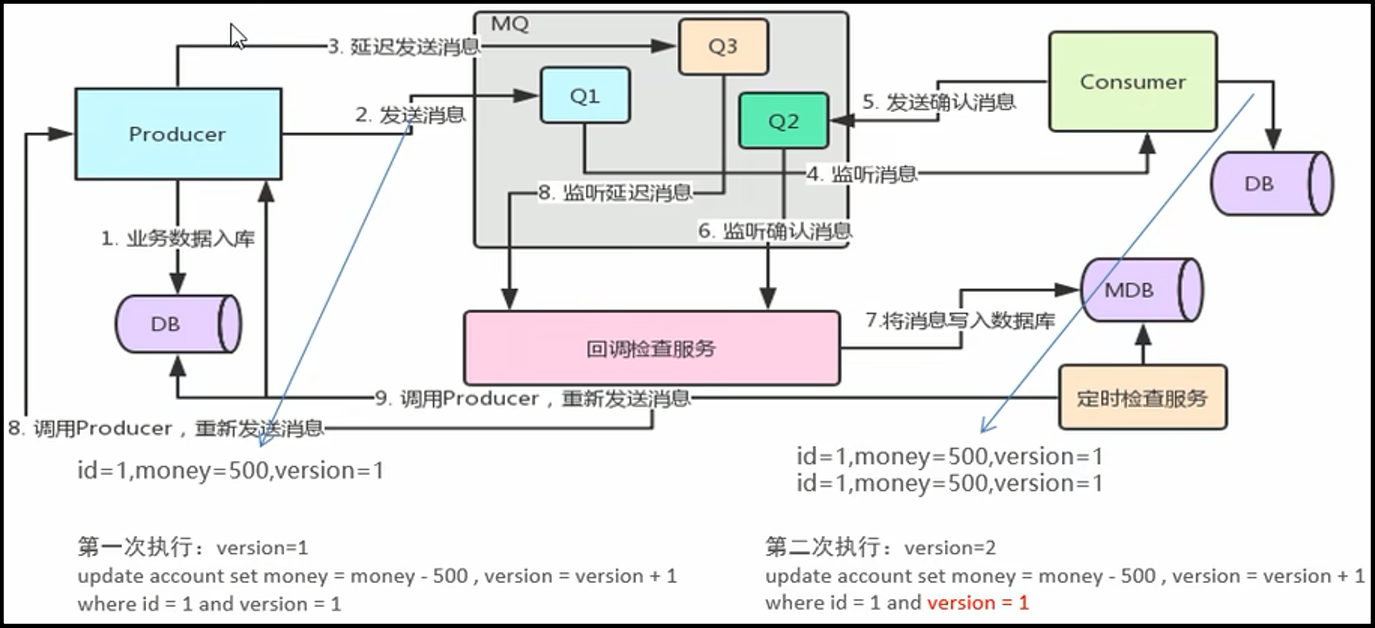 MQ
3. 延迟发送消息
Q3
Consumer
Q1
2. 发送消息
5. 发送确认消息
Q2
Producer
4. 监听消息
DB
8. 监听延迟消息
6. 监听确认消息
1. 业务数据入库
MDB
DB
7.将消息写入数据库
回调检查服务
9. 调用Producer，重新发送消息
定时检查服务
8. 调用Producer，重新发送消息
id=1,money=500,version=1
id=1,money=500,version=1
id=1,money=500,version=1
第一次执行：version=1
update account set money = money - 500 , version = version + 1
where id = 1 and version = 1
第二次执行：version=2
update account set money = money - 500 , version = version + 1
where id = 1 and version = 1